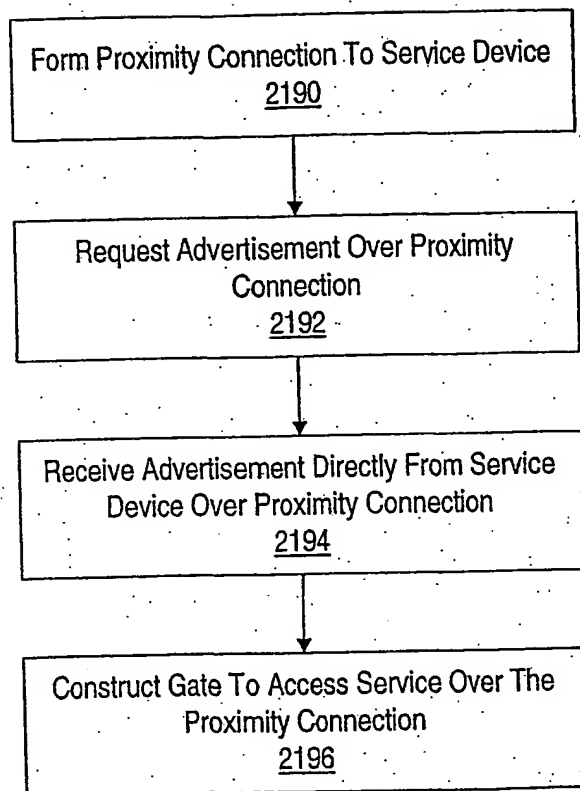 Form Proximity Connection To Service Device
2190
Request Advertisement Over Proximity
Connection
2192
Receive Advertisement Directly From Service
Device Over Proximity Connection
2194
Construct Gate To Access Service Over The
Proximity Connection
2196